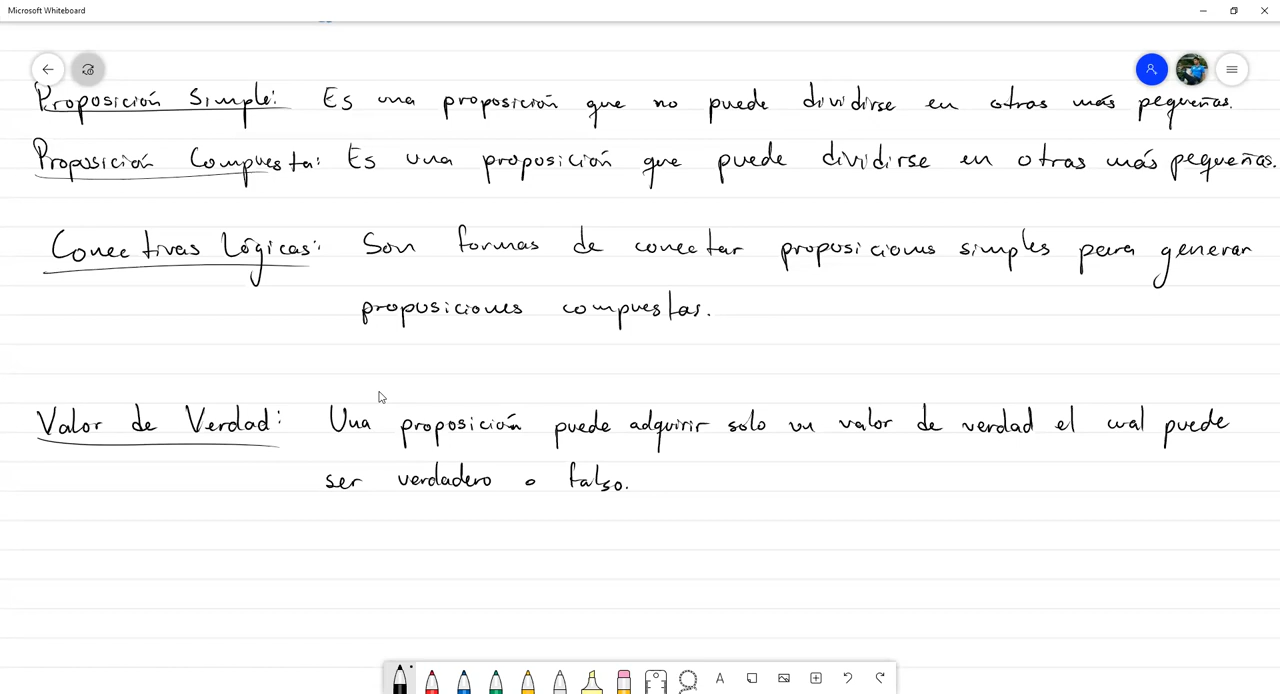 Microsoft Whiteboard
Proposición Simple: Es una proposición que no puede dividirse en otras más pequeñas.
Proposición Compuesta: Es una proposición que puede dividirse en otras más pequeñas.
Conectivas Lógicas: Son formas de conectar proposicions simples para generar
proposiciones compuestas.
Valor de Verdad: Una proposición puede adquirir solo un valor de verdad el cual puede
ser verdadero o falso.
A